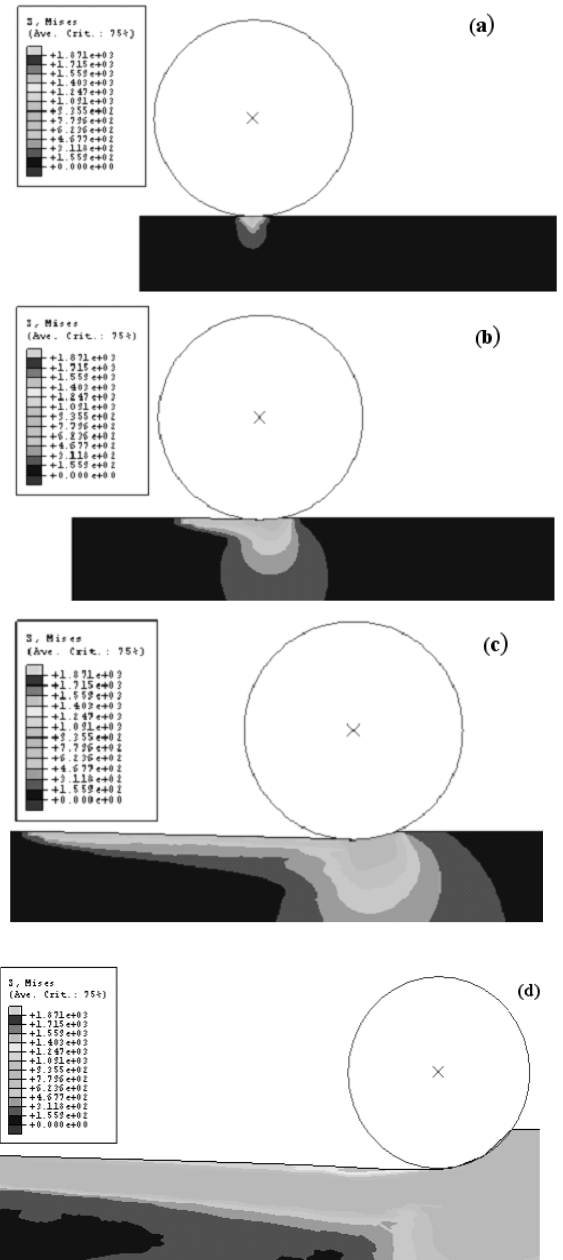 (a)
S, Mises
(Ave. Crit.: 75%)
+1.871e+03
+1.715e+03
+1.559e+03
+1.403e+03
+1.247e+03
+1.091e+03
+9.355e+02
+7.796e+02
+6.236e+02
+4.677e+02
+3.118e+02
+1.559e+02
+0.000e+00
(b)
S, Mises
(Ave. Crit.: 75%)
+1.871e+03
+1.715e+03
+1.559e+03
+1.403e+03
+1.247e+03
+1.091e+03
+9.355e+02
+7.796e+02
+6.236e+02
+4.677e+02
+3.118e+02
+1.559e+02
+0.000e+00
(c)
S, Mises
(Ave. Crit.: 75%)
+1.871e+03
+1.715e+03
+1.559e+03
+1.403e+03
+1.247e+03
+1.091e+03
+9.355e+02
+7.796e+02
+6.236e+02
+4.677e+02
+3.118e+02
+1.559e+02
+0.000e+00
(d)
S, Mises
(Ave. Crit.: 75%)
+1.871e+03
+1.715e+03
+1.559e+03
+1.403e+03
+1.247e+03
+1.091e+03
+9.355e+02
+7.796e+02
+6.236e+02
+4.677e+02
+3.118e+02
+1.559e+02
+0.000e+00